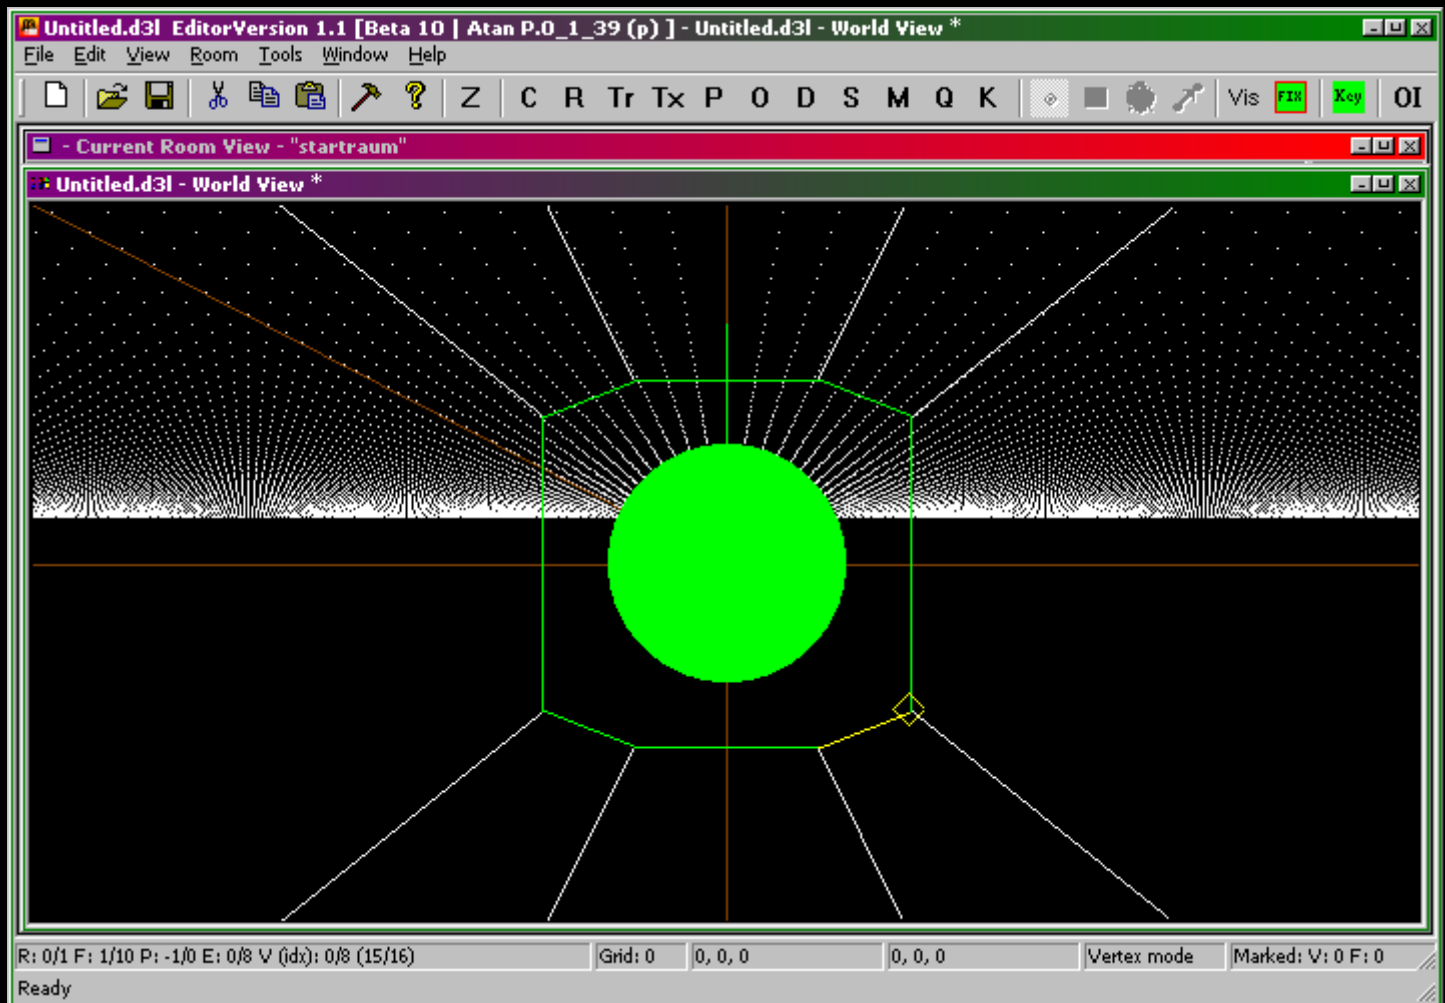 Untitled.d3l EditorVersion 1.1 [Beta 10 | Atan P.0_1_39 (p) ] - Untitled.d3l - World View *
File Edit View Room Tools Window Help
Z C R Tr Tx P O D S M Q K Vis FIX Key OI
- Current Room View - "startraum"
Untitled.d3l - World View *
R: 0/1 F: 1/10 P: -1/0 E: 0/8 V (idx): 0/8 (15/16) Grid: 0 0, 0, 0 0, 0, 0 Vertex mode Marked: V: 0 F: 0
Ready